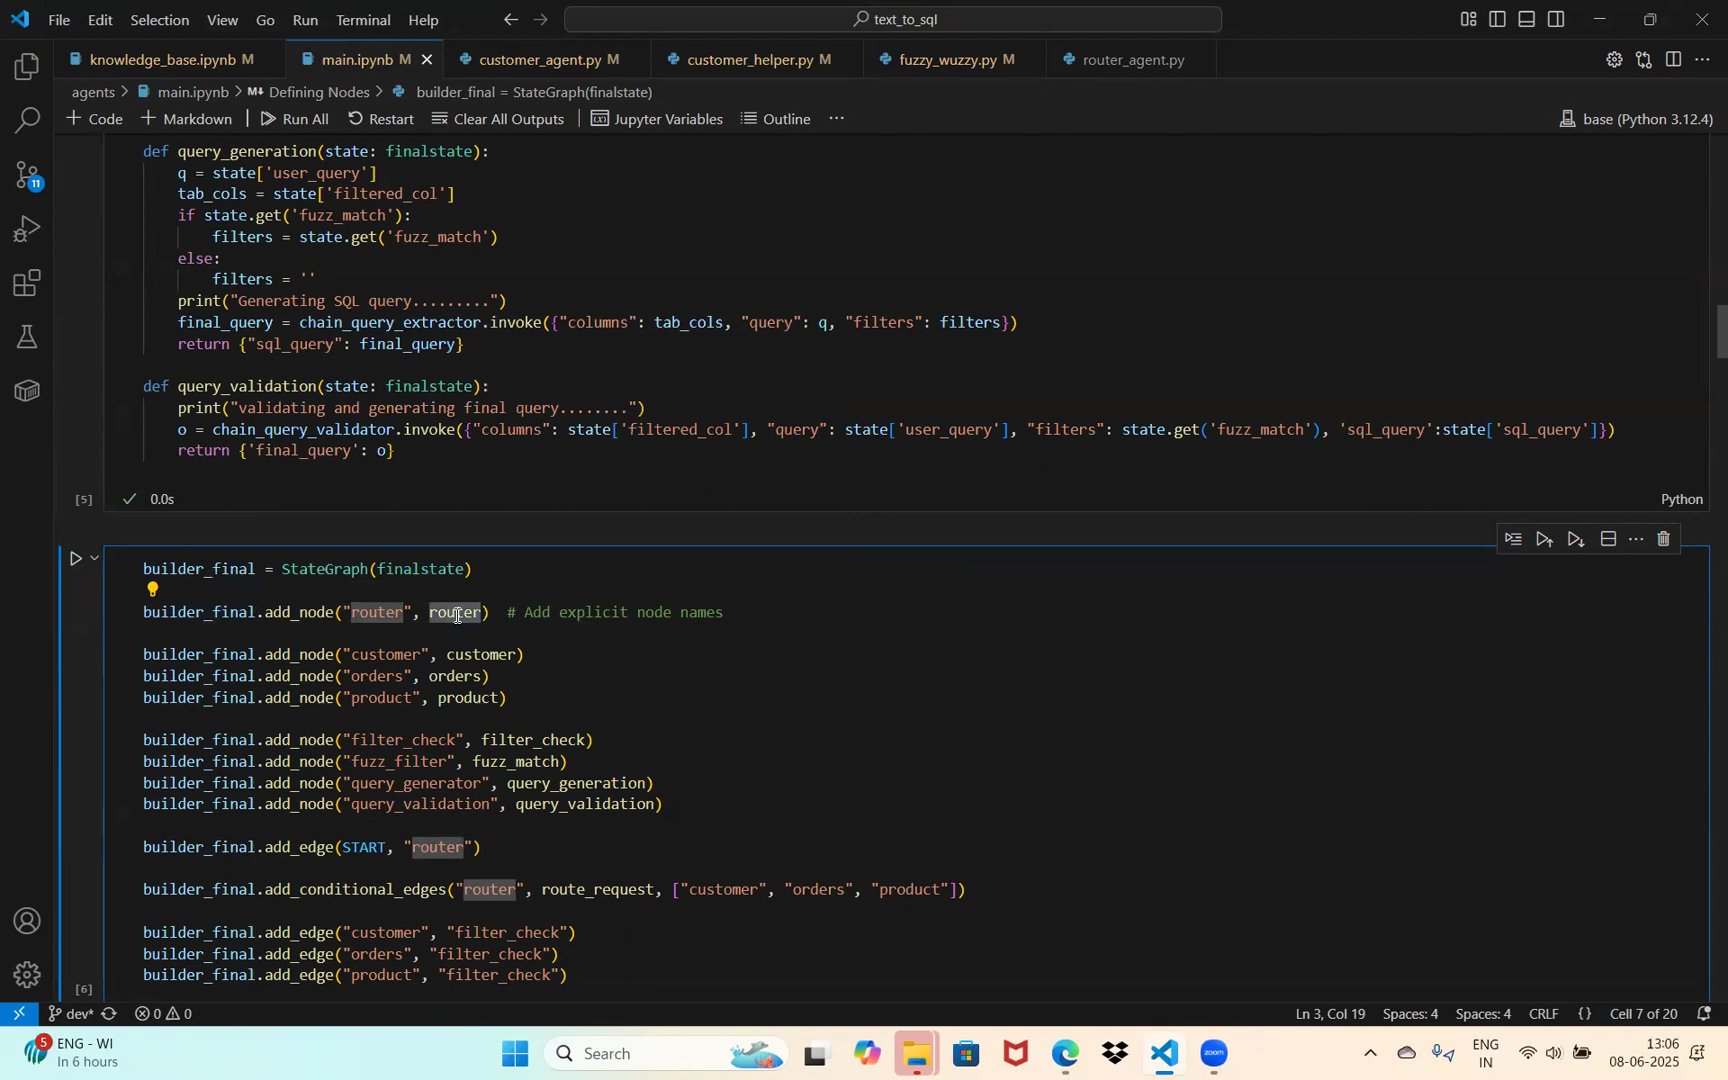 File Edit Selection View Go Run Terminal Help text_to_sql
knowledge_base.ipynb M main.ipynb M customer_agent.py M customer_helper.py M fuzzy_wuzzy.py M router_agent.py
agents > main.ipynb > M↓ Defining Nodes > builder_final = StateGraph(finalstate)
+ Code + Markdown Run All Restart Clear All Outputs Jupyter Variables Outline ··· base (Python 3.12.4)
11
def query_generation(state: finalstate):
q = state['user_query']
tab_cols = state['filtered_col']
if state.get('fuzz_match'):
filters = state.get('fuzz_match')
else:
filters = ''
print("Generating SQL query.........")
final_query = chain_query_extractor.invoke({"columns": tab_cols, "query": q, "filters": filters})
return {"sql_query": final_query}
def query_validation(state: finalstate):
print("validating and generating final query........")
o = chain_query_validator.invoke({"columns": state['filtered_col'], "query": state['user_query'], "filters": state.get('fuzz_match'), 'sql_query':state['sql_query']})
return {'final_query': o}
[5] ✓ 0.0s Python
builder_final = StateGraph(finalstate)
builder_final.add_node("router", router) # Add explicit node names
builder_final.add_node("customer", customer)
builder_final.add_node("orders", orders)
builder_final.add_node("product", product)
builder_final.add_node("filter_check", filter_check)
builder_final.add_node("fuzz_filter", fuzz_match)
builder_final.add_node("query_generator", query_generation)
builder_final.add_node("query_validation", query_validation)
builder_final.add_edge(START, "router")
builder_final.add_conditional_edges("router", route_request, ["customer", "orders", "product"])
builder_final.add_edge("customer", "filter_check")
builder_final.add_edge("orders", "filter_check")
builder_final.add_edge("product", "filter_check")
[6]
dev* 0 0 Ln 3, Col 19 Spaces: 4 Spaces: 4 CRLF {} Cell 7 of 20
5 ENG - WI
In 6 hours
Search
zoom
ENG
IN
13:06
08-06-2025